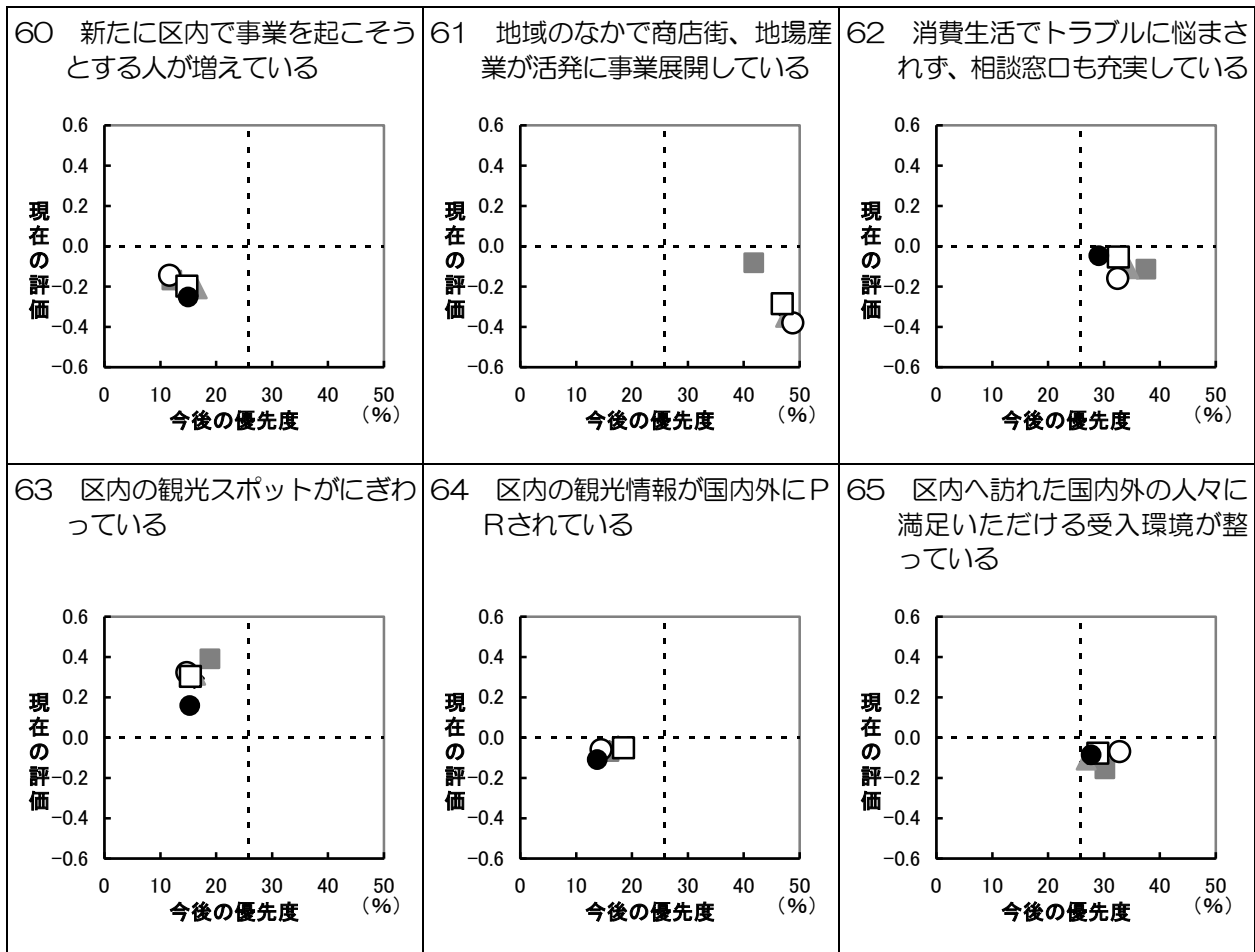 60　新たに区内で事業を起こそう
とする人が増えている
0.6
0.4
0.2
0.0
−0.2
−0.4
−0.6
現在の評価
0 10 20 30 40 50
今後の優先度
（%）
61　地域のなかで商店街、地場産
業が活発に事業展開している
0.6
0.4
0.2
0.0
−0.2
−0.4
−0.6
現在の評価
0 10 20 30 40 50
今後の優先度
（%）
62　消費生活でトラブルに悩まさ
れず、相談窓口も充実している
0.6
0.4
0.2
0.0
−0.2
−0.4
−0.6
現在の評価
0 10 20 30 40 50
今後の優先度
（%）
63　区内の観光スポットがにぎわ
っている
0.6
0.4
0.2
0.0
−0.2
−0.4
−0.6
現在の評価
0 10 20 30 40 50
今後の優先度
（%）
64　区内の観光情報が国内外にＰ
Ｒされている
0.6
0.4
0.2
0.0
−0.2
−0.4
−0.6
現在の評価
0 10 20 30 40 50
今後の優先度
（%）
65　区内へ訪れた国内外の人々に
満足いただける受入環境が整
っている
0.6
0.4
0.2
0.0
−0.2
−0.4
−0.6
現在の評価
0 10 20 30 40 50
今後の優先度
（%）